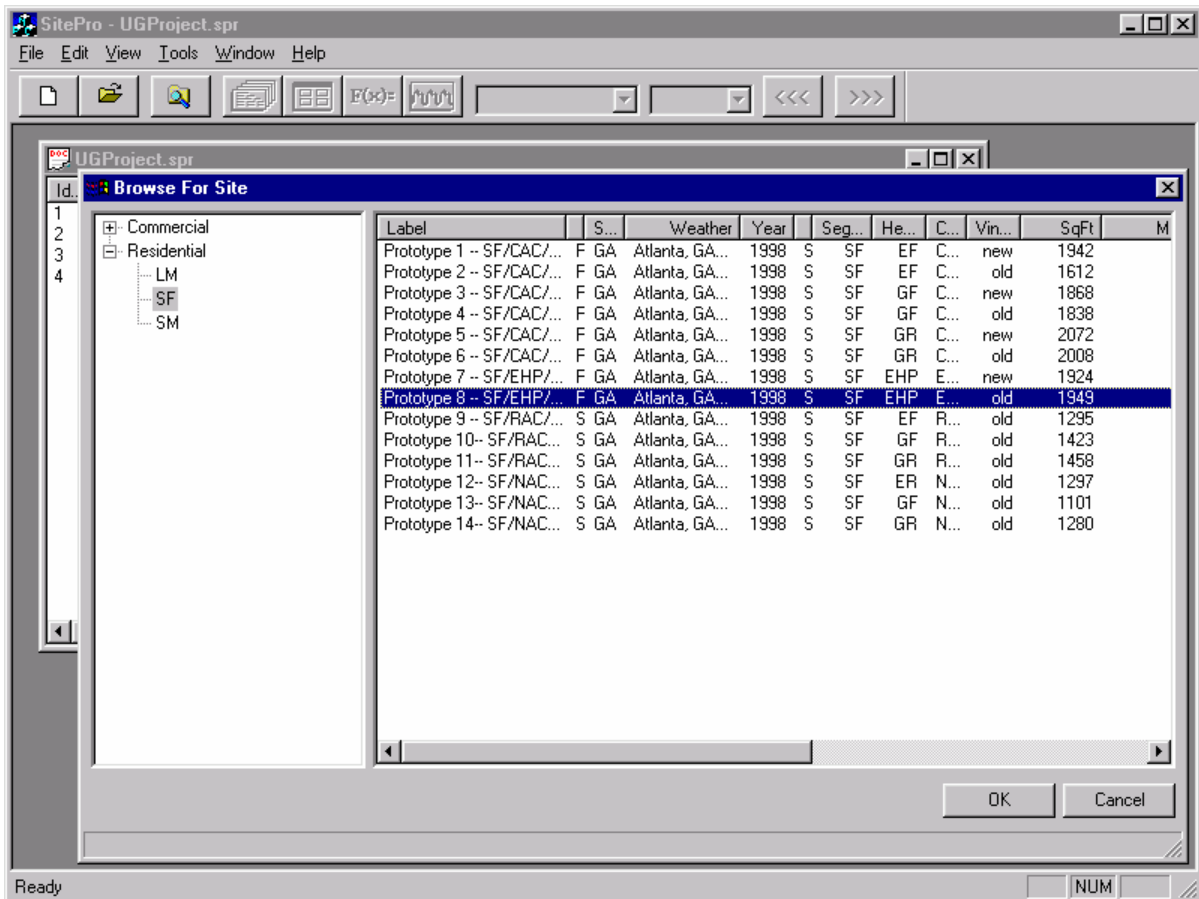 SitePro - UGProject.spr
File Edit View Tools Window Help
F(x)= <<< >>>
DOC UGProject.spr
Id..
1
2
3
4
Browse For Site
Commercial
Residential
LM
SF
SM
Label S... Weather Year Seg... He... C... Vin... SqFt M
Prototype 1 -- SF/CAC/... F GA Atlanta, GA... 1998 S SF EF C... new 1942
Prototype 2 -- SF/CAC/... F GA Atlanta, GA... 1998 S SF EF C... old 1612
Prototype 3 -- SF/CAC/... F GA Atlanta, GA... 1998 S SF GF C... new 1868
Prototype 4 -- SF/CAC/... F GA Atlanta, GA... 1998 S SF GF C... old 1838
Prototype 5 -- SF/CAC/... F GA Atlanta, GA... 1998 S SF GR C... new 2072
Prototype 6 -- SF/CAC/... F GA Atlanta, GA... 1998 S SF GR C... old 2008
Prototype 7 -- SF/EHP/... F GA Atlanta, GA... 1998 S SF EHP E... new 1924
Prototype 8 -- SF/EHP/... F GA Atlanta, GA... 1998 S SF EHP E... old 1949
Prototype 9 -- SF/RAC/... S GA Atlanta, GA... 1998 S SF EF R... old 1295
Prototype 10-- SF/RAC... S GA Atlanta, GA... 1998 S SF GF R... old 1423
Prototype 11-- SF/RAC... S GA Atlanta, GA... 1998 S SF GR R... old 1458
Prototype 12-- SF/NAC... S GA Atlanta, GA... 1998 S SF ER N... old 1297
Prototype 13-- SF/NAC... S GA Atlanta, GA... 1998 S SF GF N... old 1101
Prototype 14-- SF/NAC... S GA Atlanta, GA... 1998 S SF GR N... old 1280
OK Cancel
Ready NUM